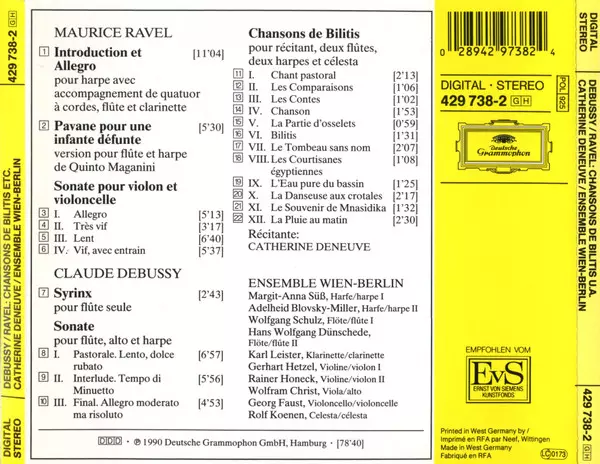 DIGITAL STEREO
DEBUSSY / RAVEL: CHANSONS DE BILITIS ETC.
CATHERINE DENEUVE / ENSEMBLE WIEN-BERLIN
429 738-2 GH
MAURICE RAVEL
1 Introduction et Allegro [11'04]
pour harpe avec
accompagnement de quatuor
à cordes, flûte et clarinette
2 Pavane pour une [5'30]
infante défunte
version pour flûte et harpe
de Quinto Maganini
Sonate pour violon et
violoncelle
3 I. Allegro [5'13]
4 II. Très vif [3'17]
5 III. Lent [6'40]
6 IV. Vif, avec entrain [5'37]
CLAUDE DEBUSSY
7 Syrinx [2'43]
pour flûte seule
Sonate
pour flûte, alto et harpe
8 I. Pastorale. Lento, dolce [6'57]
rubato
9 II. Interlude. Tempo di [5'56]
Minuetto
10 III. Final. Allegro moderato [4'53]
ma risoluto
Chansons de Bilitis
pour récitant, deux flûtes,
deux harpes et célesta
11 I. Chant pastoral [2'13]
12 II. Les Comparaisons [1'06]
13 III. Les Contes [1'02]
14 IV. Chanson [1'53]
15 V. La Partie d'osselets [0'59]
16 VI. Bilitis [1'31]
17 VII. Le Tombeau sans nom [2'07]
18 VIII. Les Courtisanes [1'08]
égyptiennes
19 IX. L'Eau pure du bassin [1'25]
20 X. La Danseuse aux crotales [2'17]
21 XI. Le Souvenir de Mnasidika [1'32]
22 XII. La Pluie au matin [2'30]
Récitante:
CATHERINE DENEUVE
ENSEMBLE WIEN-BERLIN
Margit-Anna Süß, Harfe/harpe I
Adelheid Blovsky-Miller, Harfe/harpe II
Wolfgang Schulz, Flöte/flûte I
Hans Wolfgang Dünschede,
Flöte/flûte II
Karl Leister, Klarinette/clarinette
Gerhart Hetzel, Violine/violon I
Rainer Honeck, Violine/violon II
Wolfram Christ, Viola/alto
Georg Faust, Violoncello/violoncelle
Rolf Koenen, Celesta/célesta
DDD · ℗ 1990 Deutsche Grammophon GmbH, Hamburg · [78'40]
0 28942 97382 4
DIGITAL · STEREO
429 738-2 GH
POL 925
Deutsche
Grammophon
EMPFOHLEN VOM
EvS
ERNST VON SIEMENS
KUNSTFONDS
Printed in West Germany by /
Imprimé en RFA par Neef, Wittingen
Made in West Germany
Fabriqué en RFA
LC 0173
DIGITAL STEREO
DEBUSSY / RAVEL: CHANSONS DE BILITIS U.A.
CATHERINE DENEUVE / ENSEMBLE WIEN-BERLIN
429 738-2 GH